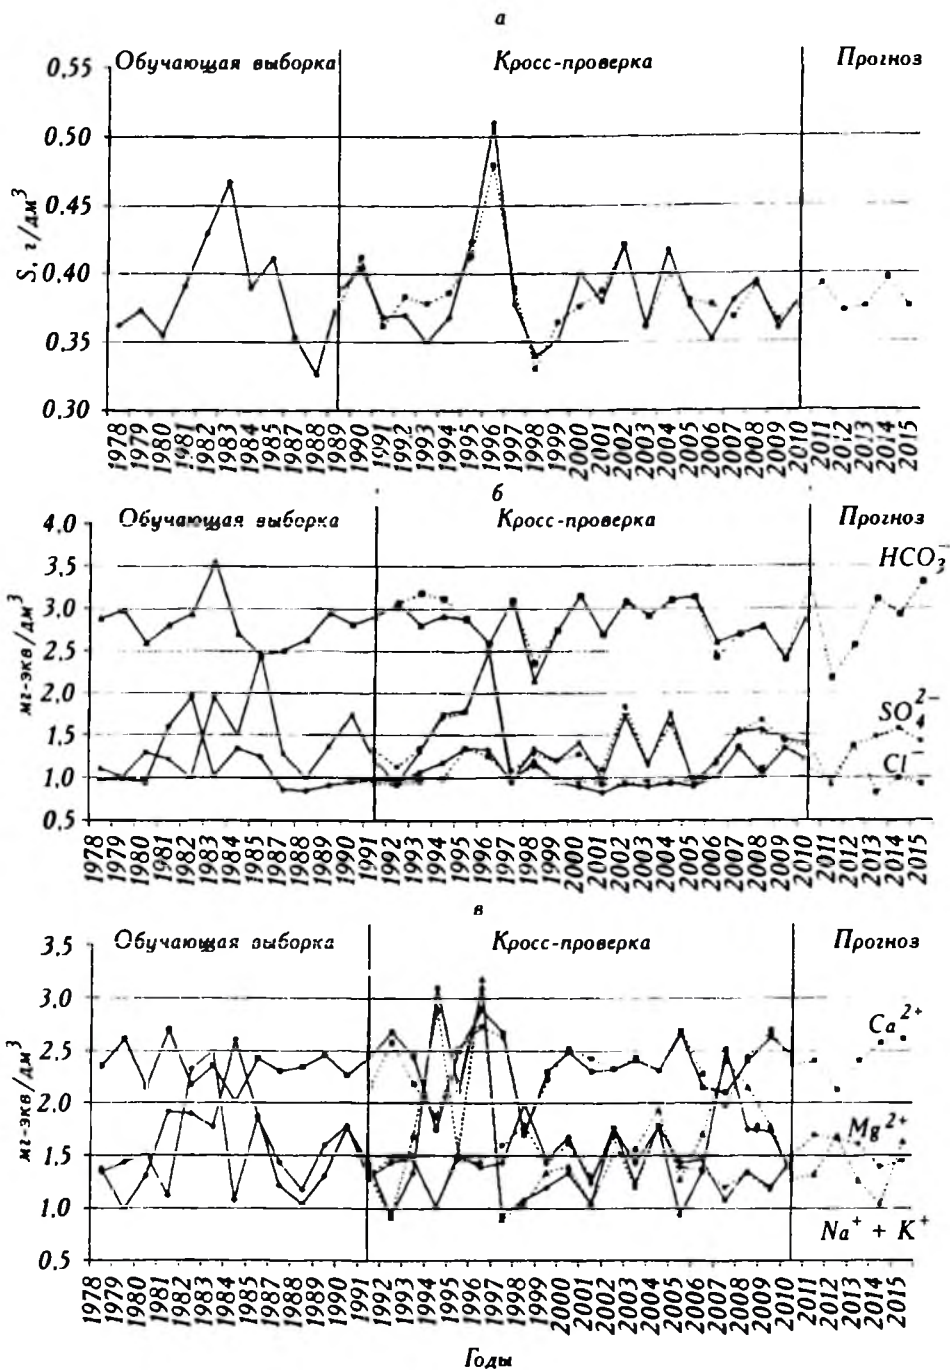 а
Обучающая выборка Кросс-проверка Прогноз
S, г/дм³
0.55
0.50
0.45
0.40
0.35
0.30
1978 1979 1980 1981 1982 1983 1984 1985 1987 1988 1989 1990 1991 1992 1993 1994 1995 1996 1997 1998 1999 2000 2001 2002 2003 2004 2005 2006 2007 2008 2009 2010 2011 2012 2013 2014 2015
б
Обучающая выборка Кросс-проверка Прогноз
мг-экв/дм³
4,0
3,5
3,0
2,5
2,0
1,5
1,0
0,5
HCO₃⁻
SO₄²⁻
Cl⁻
1978 1979 1980 1981 1982 1983 1984 1985 1986 1987 1988 1989 1990 1991 1992 1993 1994 1995 1996 1997 1998 1999 2000 2001 2002 2003 2004 2005 2006 2007 2008 2009 2010 2011 2012 2013 2014 2015
в
Обучающая выборка Кросс-проверка Прогноз
мг-экв/дм³
3,5
3.0
2.5
2.0
1.5
1.0
0.5
Ca²⁺
Mg²⁺
Na⁺ + K⁺
1978 1979 1980 1981 1982 1983 1984 1985 1986 1987 1988 1989 1990 1991 1992 1993 1994 1995 1996 1997 1998 1999 2000 2001 2002 2003 2004 2005 2006 2007 2008 2009 2010 2011 2012 2013 2014 2015
Годы